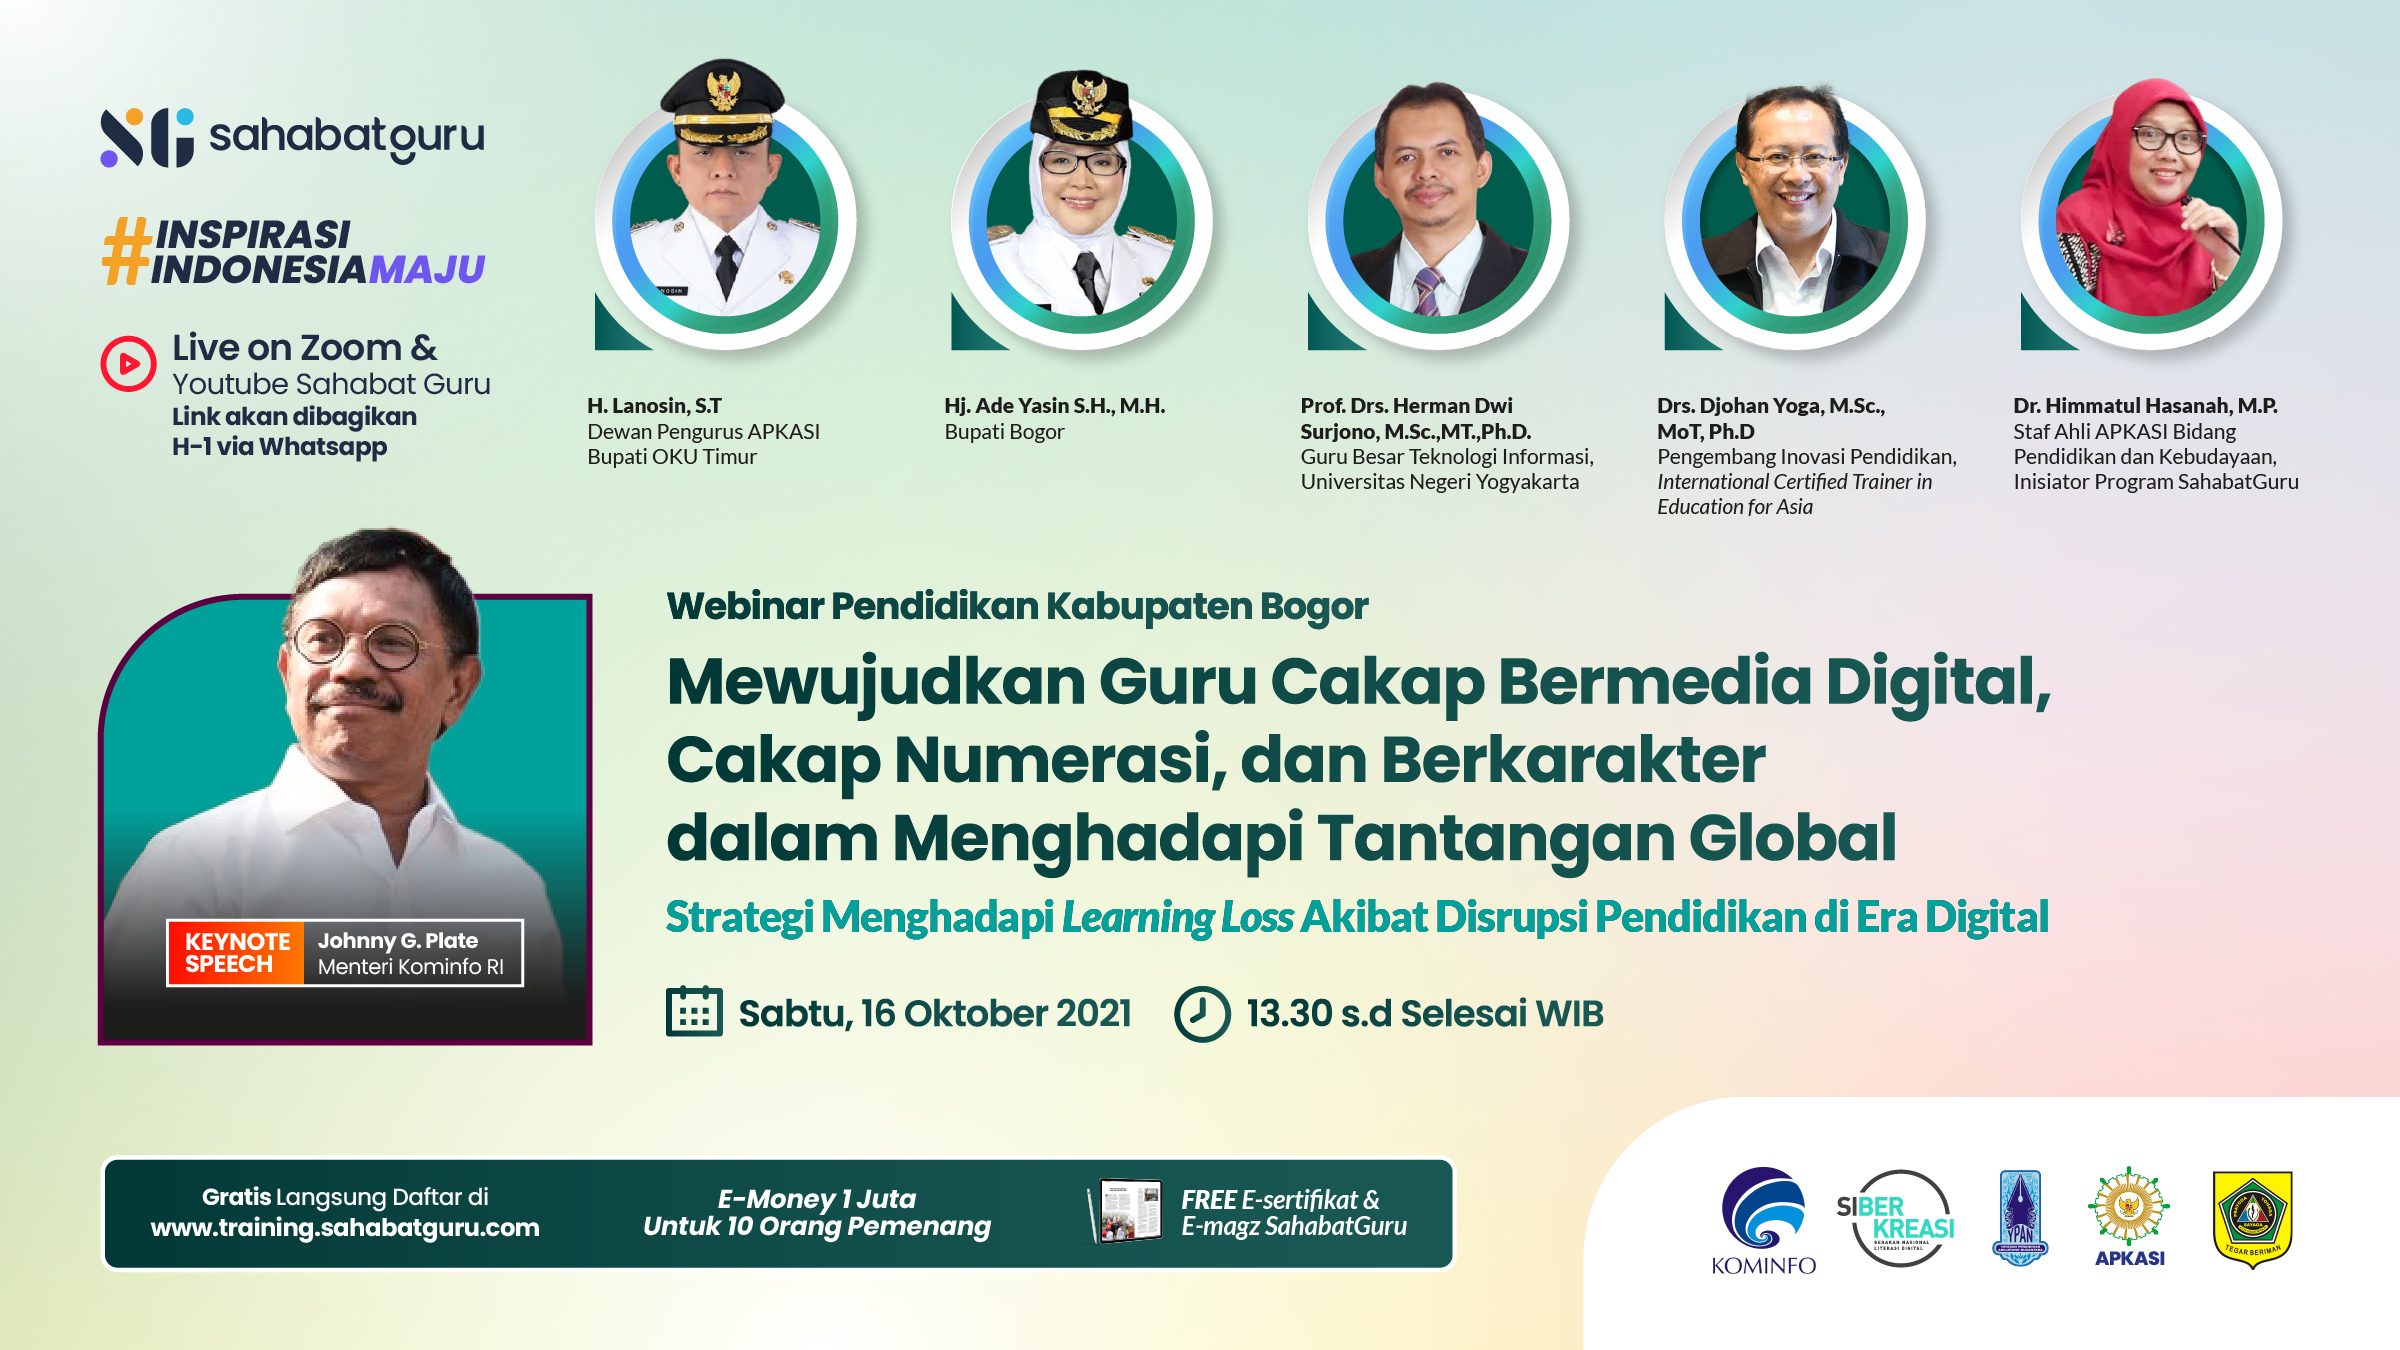 sahabatguru
#INSPIRASI
INDONESIAMAJU
Live on Zoom &
Youtube Sahabat Guru
Link akan dibagikan
H-1 via Whatsapp
H. Lanosin, S.T
Dewan Pengurus APKASI
Bupati OKU Timur
Hj. Ade Yasin S.H., M.H.
Bupati Bogor
Prof. Drs. Herman Dwi
Surjono, M.Sc.,MT.,Ph.D.
Guru Besar Teknologi Informasi,
Universitas Negeri Yogyakarta
Drs. Djohan Yoga, M.Sc.,
MoT, Ph.D
Pengembang Inovasi Pendidikan,
International Certified Trainer in
Education for Asia
Dr. Himmatul Hasanah, M.P.
Staf Ahli APKASI Bidang
Pendidikan dan Kebudayaan,
Inisiator Program SahabatGuru
KEYNOTE
SPEECH
Johnny G. Plate
Menteri Kominfo RI
Webinar Pendidikan Kabupaten Bogor
Mewujudkan Guru Cakap Bermedia Digital,
Cakap Numerasi, dan Berkarakter
dalam Menghadapi Tantangan Global
Strategi Menghadapi Learning Loss Akibat Disrupsi Pendidikan di Era Digital
Sabtu, 16 Oktober 2021
13.30 s.d Selesai WIB
Gratis Langsung Daftar di
www.training.sahabatguru.com
E-Money 1 Juta
Untuk 10 Orang Pemenang
FREE E-sertifikat &
E-magz SahabatGuru
KOMINFO
SIBER
KREASI
GERAKAN NASIONAL
LITERASI DIGITAL
YPAN
APKASI
TEGAR BERIMAN